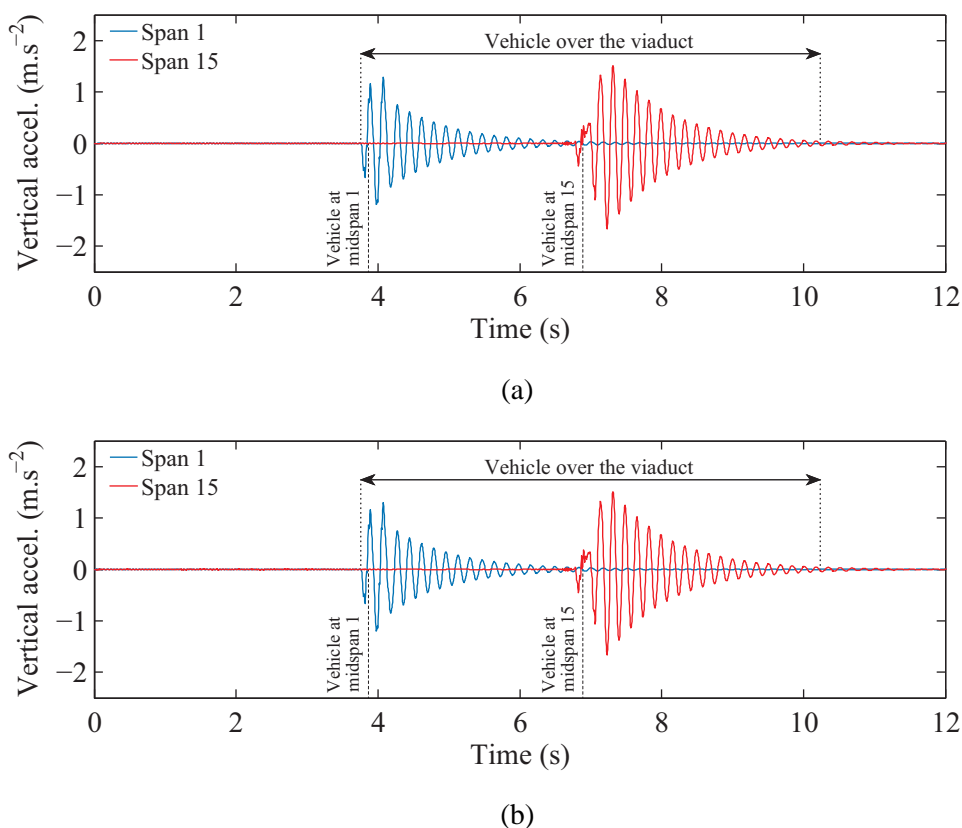 Vertical accel. (m.s⁻²)
2
1
0
−1
−2
Span 1
Span 15
Vehicle over the viaduct
Vehicle at
midspan 1
Vehicle at
midspan 15
0 2 4 6 8 10 12
Time (s)
(a)
Vertical accel. (m.s⁻²)
2
1
0
−1
−2
Span 1
Span 15
Vehicle over the viaduct
Vehicle at
midspan 1
Vehicle at
midspan 15
0 2 4 6 8 10 12
Time (s)
(b)